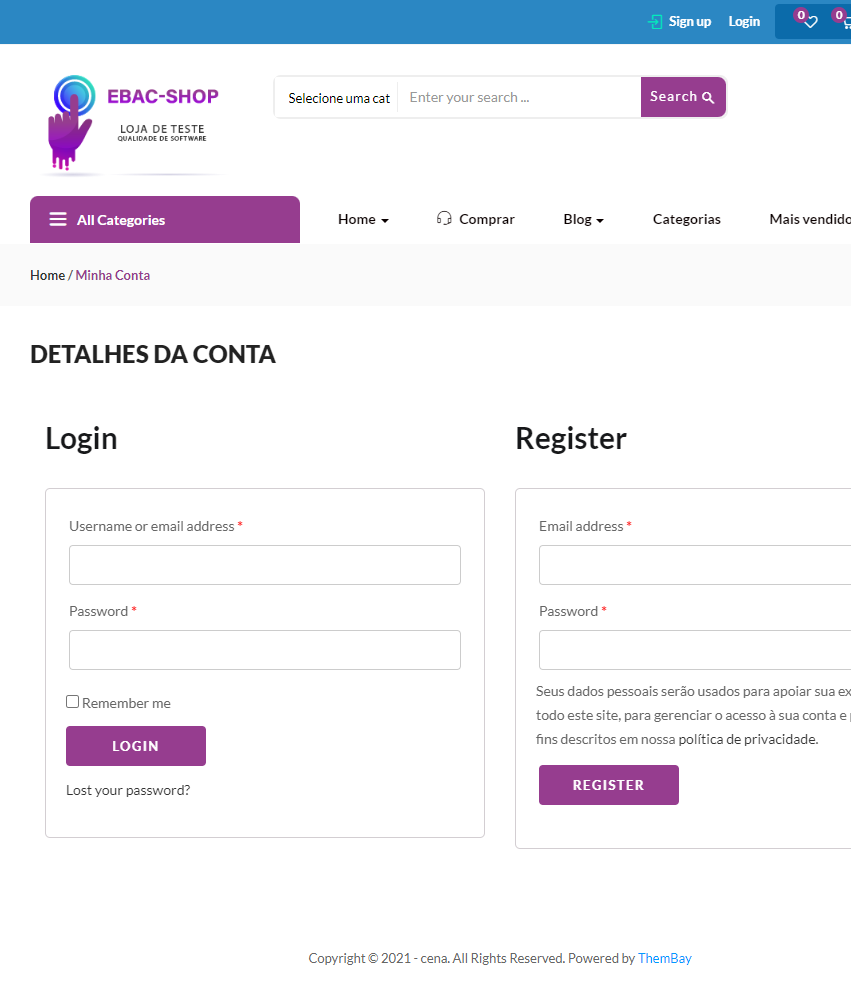 Sign up Login 0 0
EBAC-SHOP
LOJA DE TESTE
QUALIDADE DE SOFTWARE
Selecione uma cat Enter your search ... Search
All Categories Home Comprar Blog Categorias Mais vendido
Home / Minha Conta
DETALHES DA CONTA
Login
Username or email address *
Password *
Remember me
LOGIN
Lost your password?
Register
Email address *
Password *
Seus dados pessoais serão usados para apoiar sua ex
todo este site, para gerenciar o acesso à sua conta e
fins descritos em nossa política de privacidade.
REGISTER
Copyright © 2021 - cena. All Rights Reserved. Powered by ThemBay